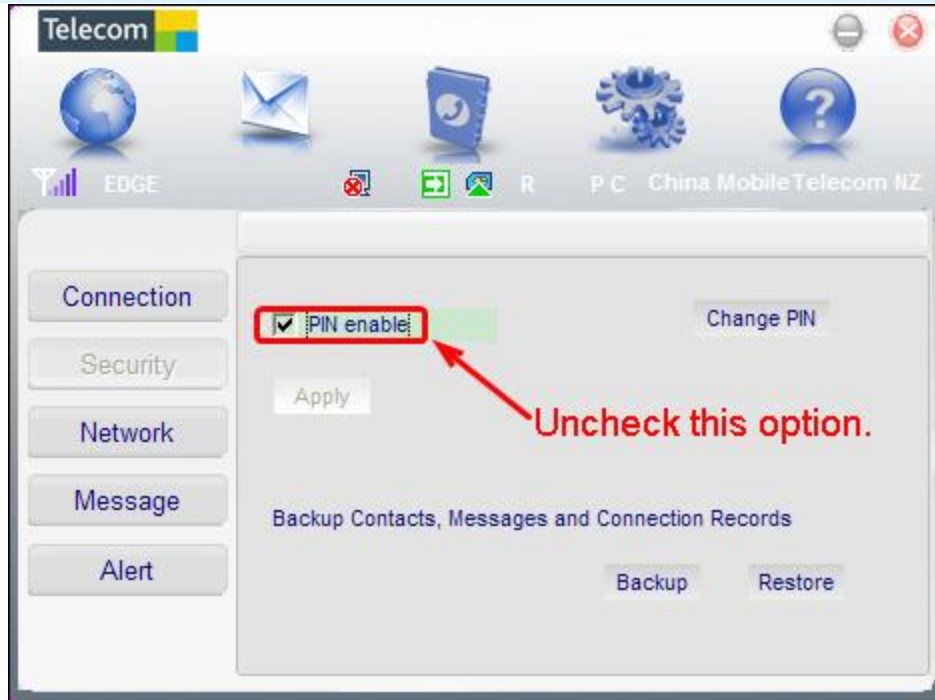 Telecom
EDGE R P C China Mobile Telecom NZ
Connection
Security
Network
Message
Alert
PIN enable
Change PIN
Apply
Uncheck this option.
Backup Contacts, Messages and Connection Records
Backup Restore